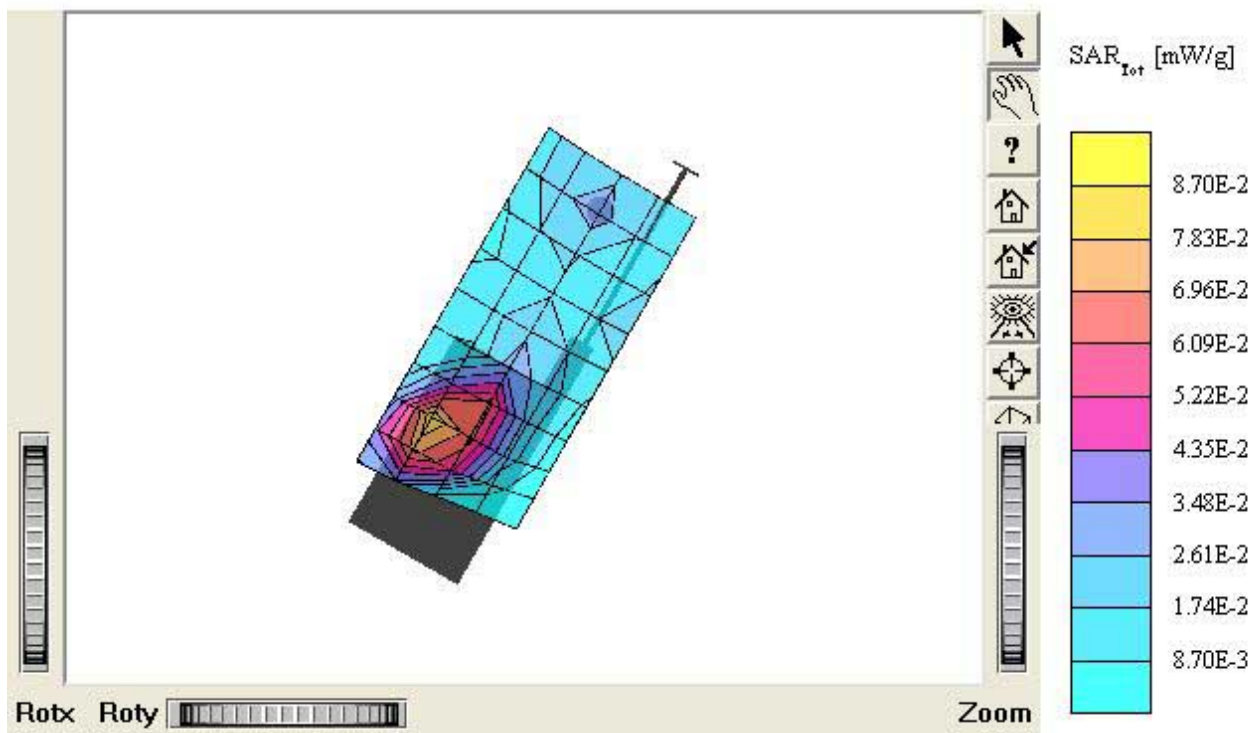 SAR_Tot [mW/g]
?
8.70E-2
7.83E-2
6.96E-2
6.09E-2
5.22E-2
4.35E-2
3.48E-2
2.61E-2
1.74E-2
8.70E-3
Rotx Roty Zoom